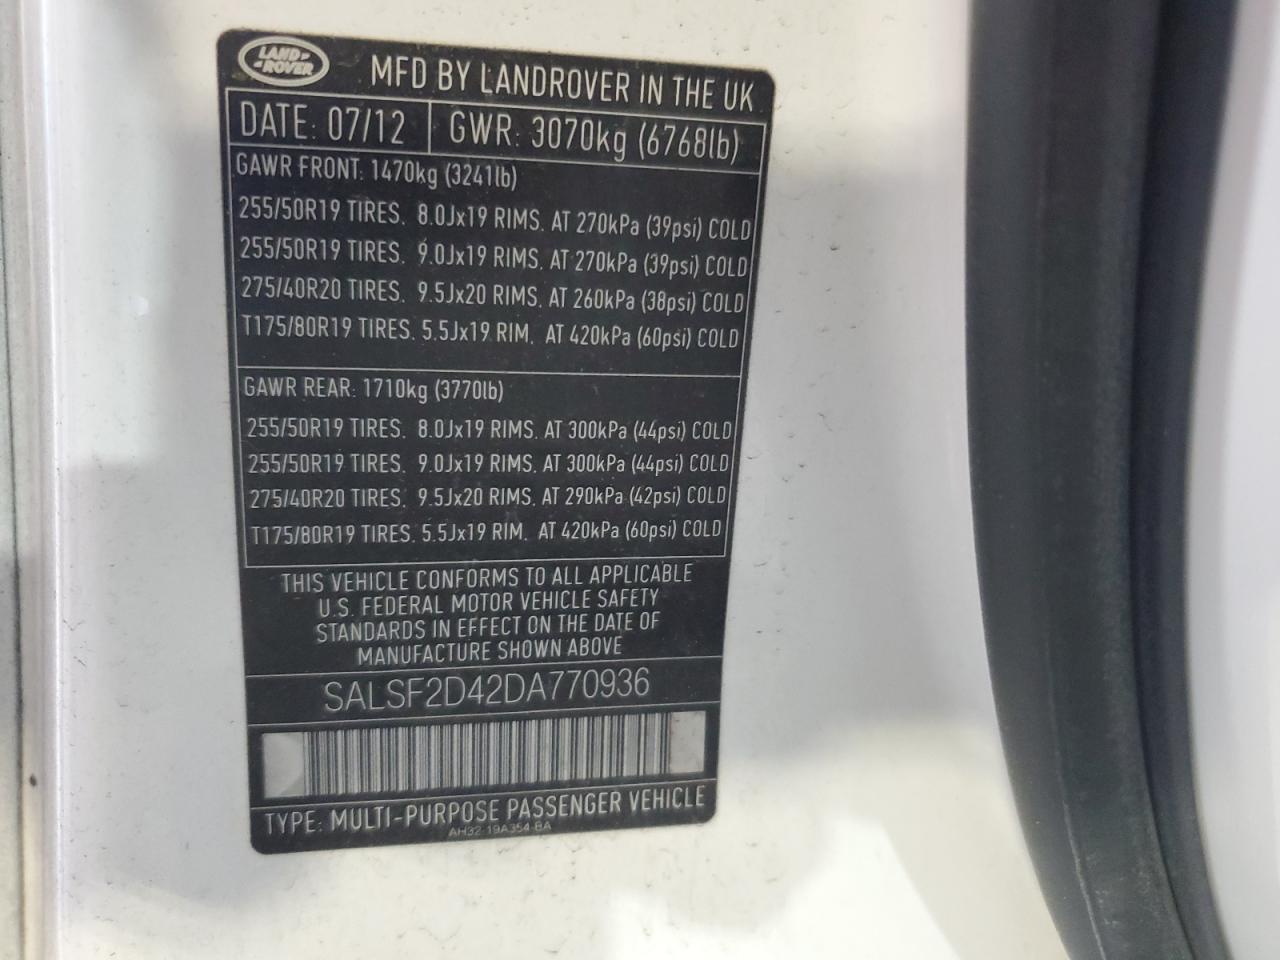 LAND-
-ROVER
MFD BY LANDROVER IN THE UK
DATE: 07/12 GWR: 3070kg (6768lb)
GAWR FRONT: 1470kg (3241lb)
255/50R19 TIRES, 8.0Jx19 RIMS, AT 270kPa (39psi) COLD
255/50R19 TIRES, 9.0Jx19 RIMS, AT 270kPa (39psi) COLD
275/40R20 TIRES, 9.5Jx20 RIMS, AT 260kPa (38psi) COLD
T175/80R19 TIRES, 5.5Jx19 RIM, AT 420kPa (60psi) COLD
GAWR REAR: 1710kg (3770lb)
255/50R19 TIRES, 8.0Jx19 RIMS, AT 300kPa (44psi) COLD
255/50R19 TIRES, 9.0Jx19 RIMS, AT 300kPa (44psi) COLD
275/40R20 TIRES, 9.5Jx20 RIMS, AT 290kPa (42psi) COLD
T175/80R19 TIRES, 5.5Jx19 RIM, AT 420kPa (60psi) COLD
THIS VEHICLE CONFORMS TO ALL APPLICABLE
U.S. FEDERAL MOTOR VEHICLE SAFETY
STANDARDS IN EFFECT ON THE DATE OF
MANUFACTURE SHOWN ABOVE
SALSF2D42DA770936
TYPE: MULTI-PURPOSE PASSENGER VEHICLE
AH32-19A354-BA